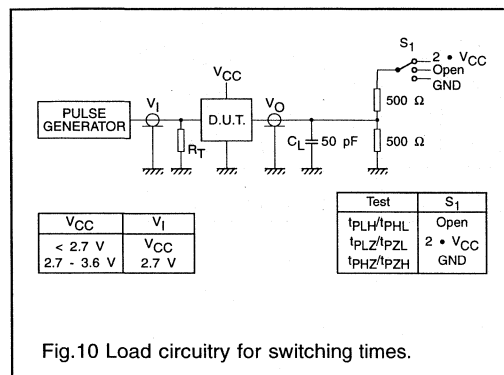 S1
2 • VCC
Open
GND
VCC
500 Ω
PULSE GENERATOR
VI
D.U.T.
VO
RT
CL
50 pF
500 Ω
VCC VI
< 2.7 V VCC
2.7 - 3.6 V 2.7 V
Test S1
tPLH/tPHL Open
tPLZ/tPZL 2 • VCC
tPHZ/tPZH GND
Fig.10 Load circuitry for switching times.